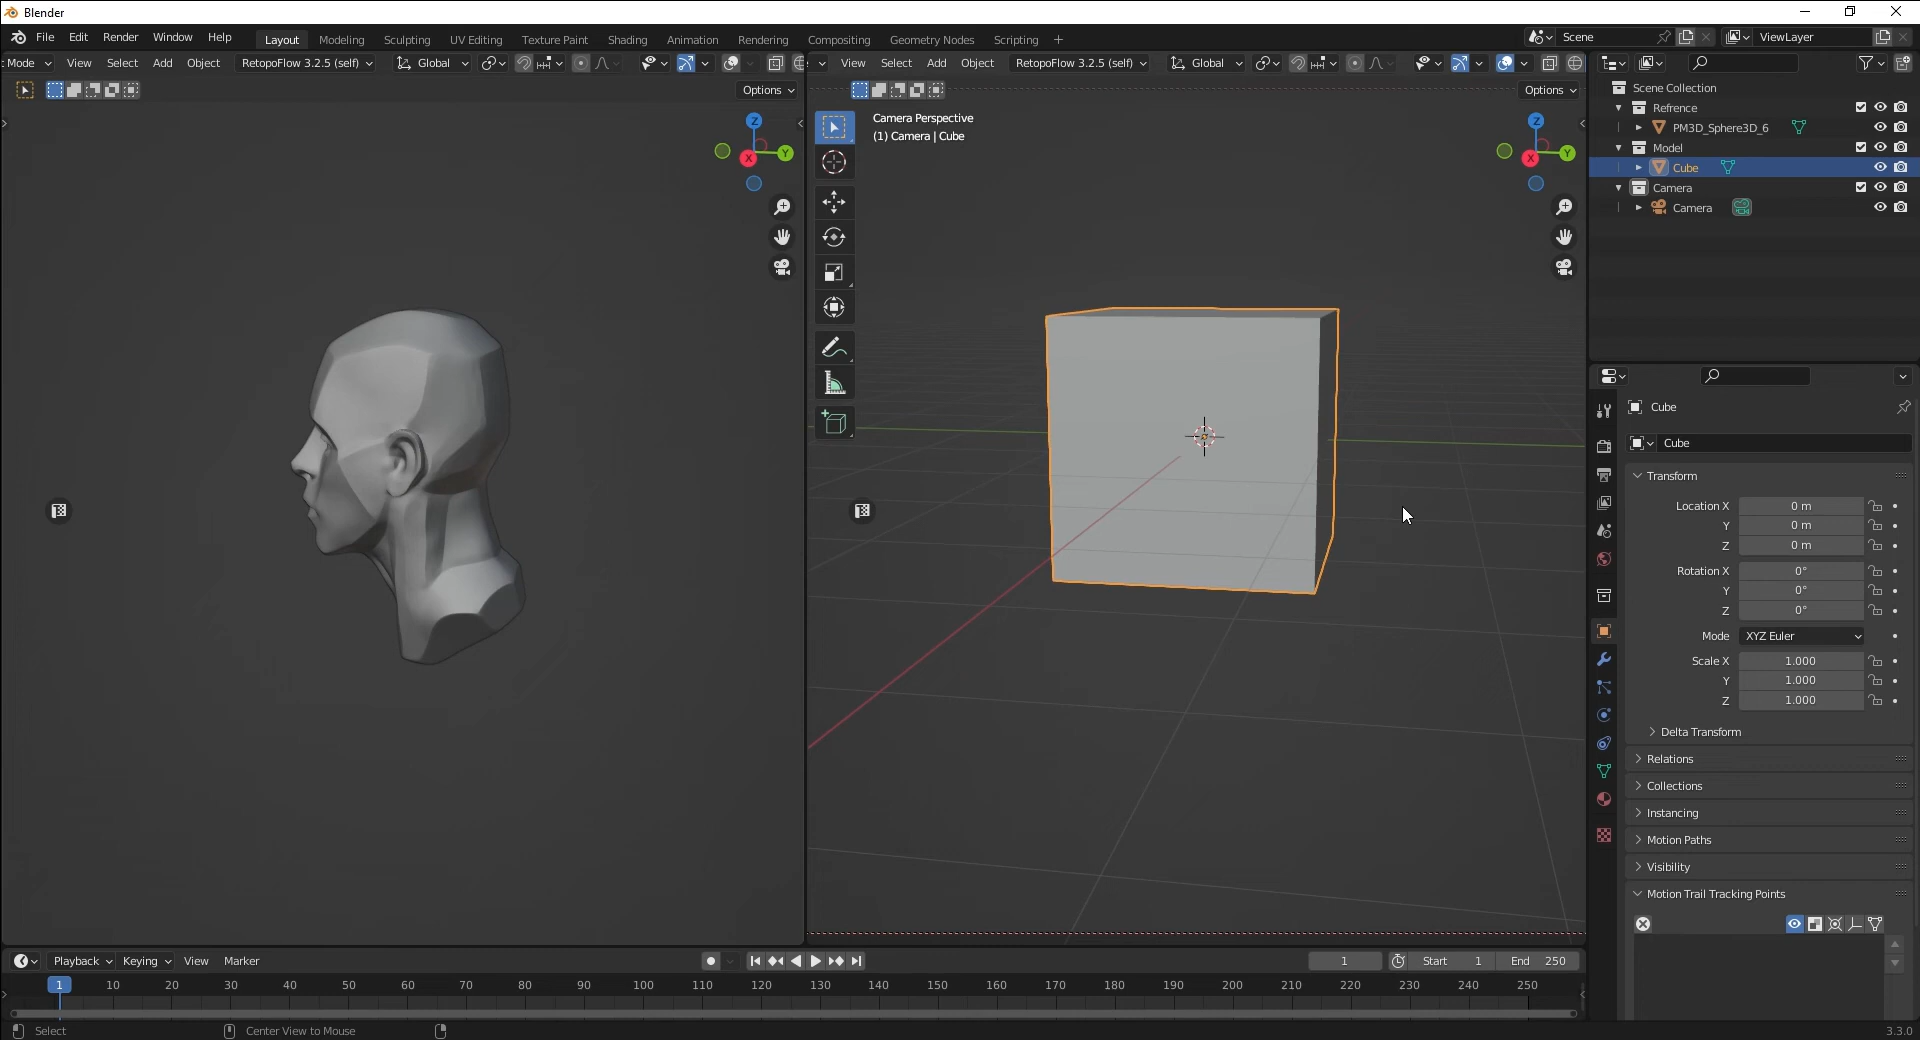 Blender
File Edit Render Window Help
Layout Modeling Sculpting UV Editing Texture Paint Shading Animation Rendering Compositing Geometry Nodes Scripting +
Scene
ViewLayer
Mode View Select Add Object RetopoFlow 3.2.5 (self) Global
View Select Add Object RetopoFlow 3.2.5 (self) Global
Options
Options
Z
Y
X
Camera Perspective
(1) Camera | Cube
Z
Y
X
Scene Collection
Refrence
PM3D_Sphere3D_6
Model
Cube
Camera
Camera
Cube
Cube
Transform
Location X 0 m
Y 0 m
Z 0 m
Rotation X 0°
Y 0°
Z 0°
Mode XYZ Euler
Scale X 1.000
Y 1.000
Z 1.000
Delta Transform
Relations
Collections
Instancing
Motion Paths
Visibility
Motion Trail Tracking Points
Playback Keying View Marker
1 Start 1 End 250
1 10 20 30 40 50 60 70 80 90 100 110 120 130 140 150 160 170 180 190 200 210 220 230 240 250
Select Center View to Mouse
3.3.0